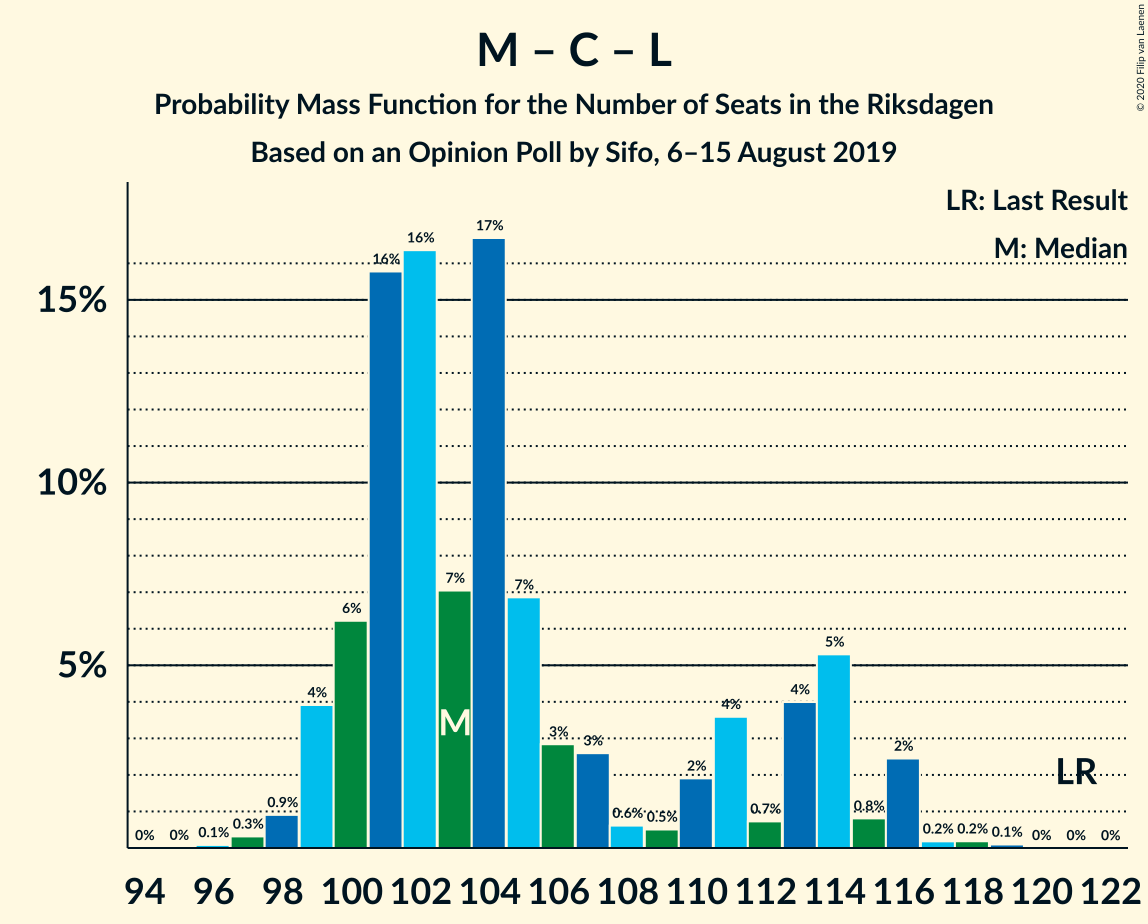 M – C – L
Probability Mass Function for the Number of Seats in the Riksdagen
Based on an Opinion Poll by Sifo, 6–15 August 2019
© 2020 Filip van Laenen
LR: Last Result
M: Median
15%
10%
5%
0% 0% 0.1% 0.3% 0.9% 4% 6% 16% 16% 7% 17% 7% 3% 3% 0.6% 0.5% 2% 4% 0.7% 4% 5% 0.8% 2% 0.2% 0.2% 0.1% 0% 0% 0%
M
LR
94 96 98 100 102 104 106 108 110 112 114 116 118 120 122